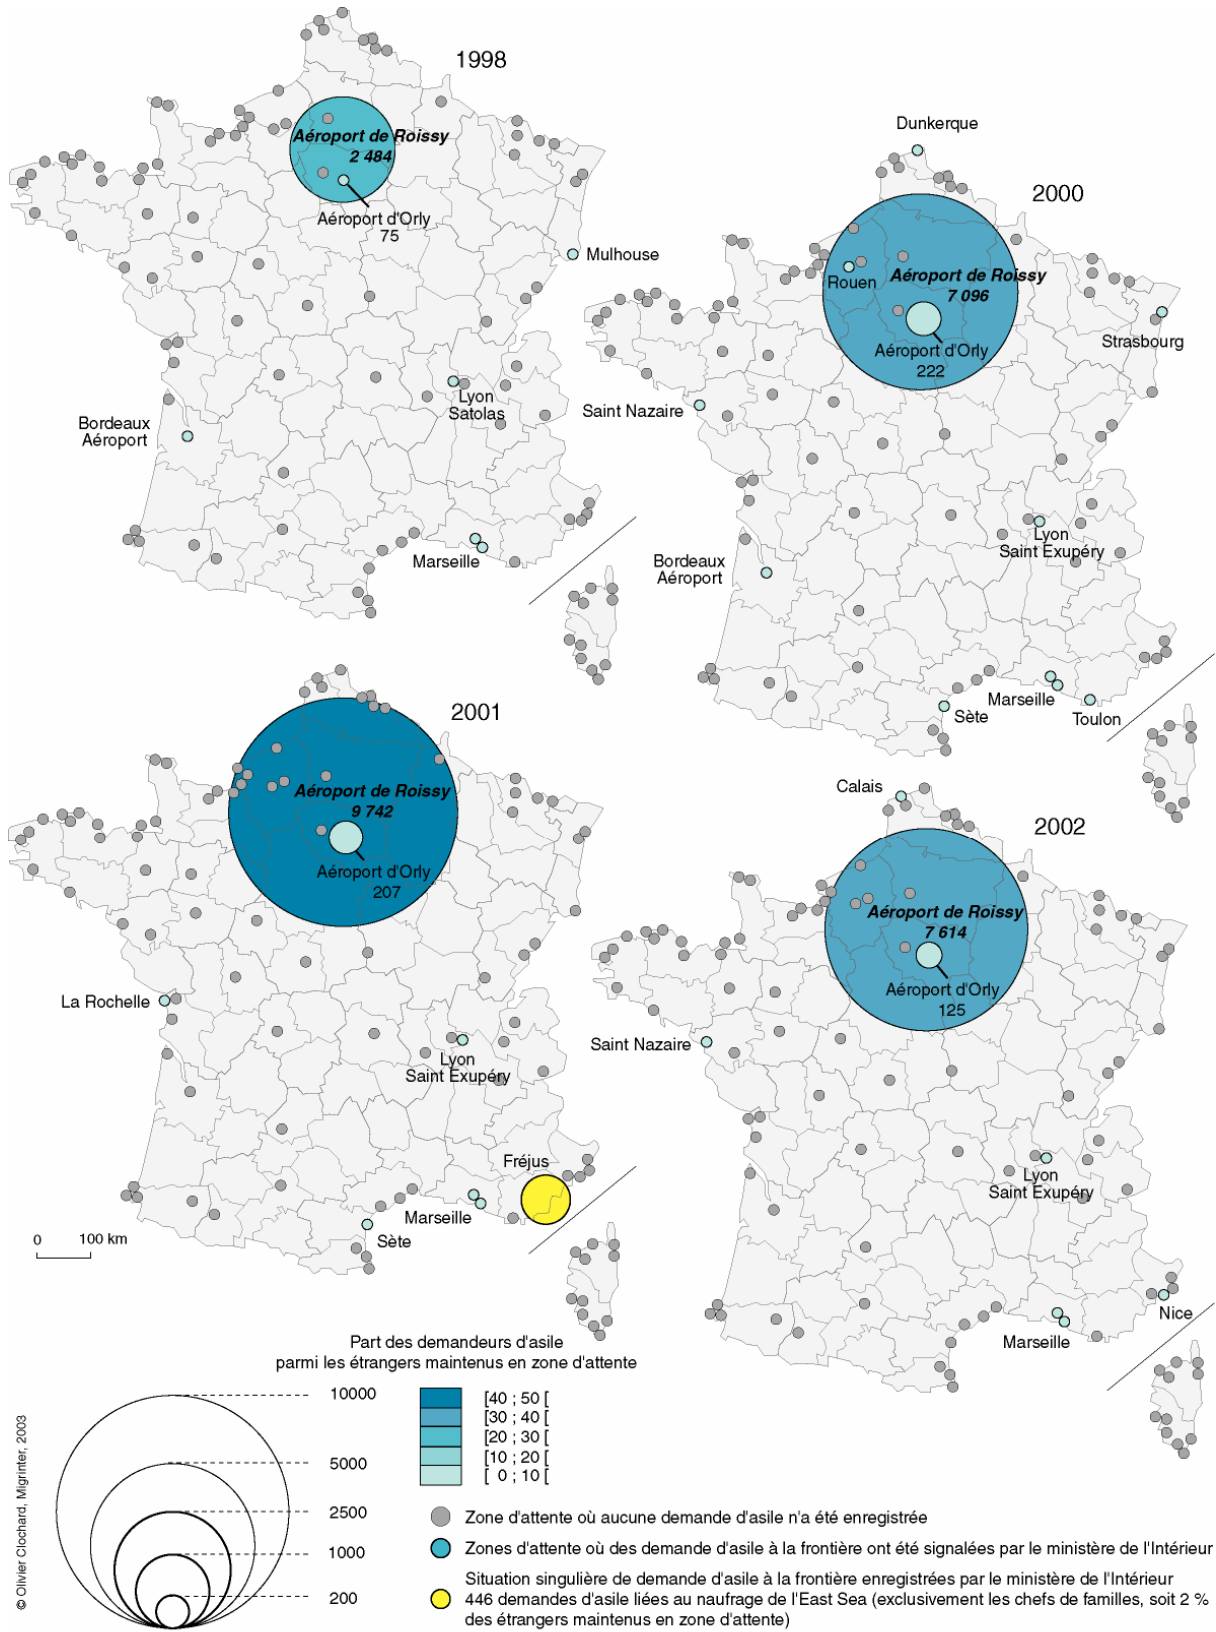 1998
Aéroport de Roissy
2 484
Aéroport d'Orly
75
Mulhouse
Lyon
Satolas
Bordeaux
Aéroport
Marseille
2000
Dunkerque
Rouen
Aéroport de Roissy
7 096
Aéroport d'Orly
222
Strasbourg
Saint Nazaire
Lyon
Saint Exupéry
Bordeaux
Aéroport
Marseille
Sète
Toulon
2001
Aéroport de Roissy
9 742
Aéroport d'Orly
207
La Rochelle
Lyon
Saint Exupéry
Fréjus
Marseille
Sète
0 100 km
2002
Calais
Aéroport de Roissy
7 614
Aéroport d'Orly
125
Saint Nazaire
Lyon
Saint Exupéry
Nice
Marseille
Part des demandeurs d'asile
parmi les étrangers maintenus en zone d'attente
10000
5000
2500
1000
200
[40 ; 50 [
[30 ; 40 [
[20 ; 30 [
[10 ; 20 [
[ 0 ; 10 [
Zone d'attente où aucune demande d'asile n'a été enregistrée
Zones d'attente où des demande d'asile à la frontière ont été signalées par le ministère de l'Intérieur
Situation singulière de demande d'asile à la frontière enregistrées par le ministère de l'Intérieur
446 demandes d'asile liées au naufrage de l'East Sea (exclusivement les chefs de familles, soit 2 %
des étrangers maintenus en zone d'attente)
© Olivier Clochard, Migrinter, 2003